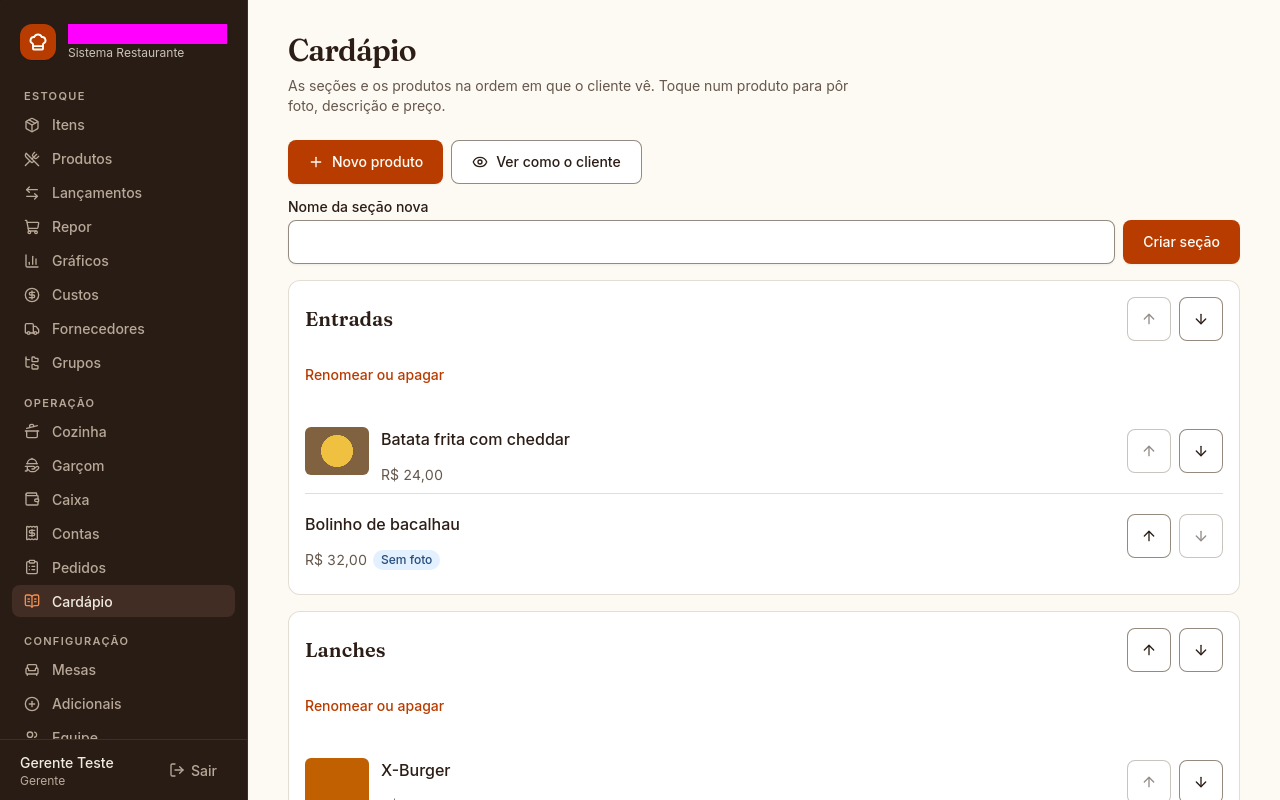 Sistema Restaurante
ESTOQUE
Itens
Produtos
Lançamentos
Repor
Gráficos
Custos
Fornecedores
Grupos
OPERAÇÃO
Cozinha
Garçom
Caixa
Contas
Pedidos
Cardápio
CONFIGURAÇÃO
Mesas
Adicionais
Equipe
Gerente Teste
Gerente
Sair
Cardápio
As seções e os produtos na ordem em que o cliente vê. Toque num produto para pôr
foto, descrição e preço.
Novo produto
Ver como o cliente
Nome da seção nova
Criar seção
Entradas
Renomear ou apagar
Batata frita com cheddar
R$ 24,00
Bolinho de bacalhau
R$ 32,00 Sem foto
Lanches
Renomear ou apagar
X-Burger